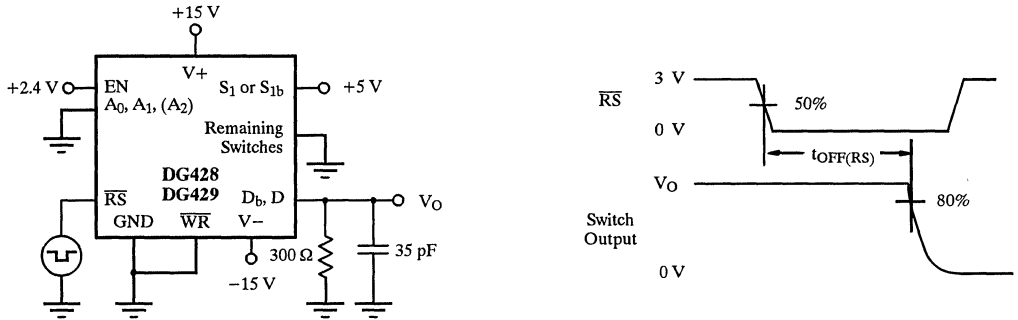 +15 V
V+
+2.4 V
EN
S₁ or S₁b
+5 V
A₀, A₁, (A₂)
Remaining
Switches
DG428
DG429
RS
Db, D
VO
GND
WR
V−
300 Ω
35 pF
−15 V
3 V
RS
50%
0 V
tOFF(RS)
VO
80%
Switch
Output
0 V